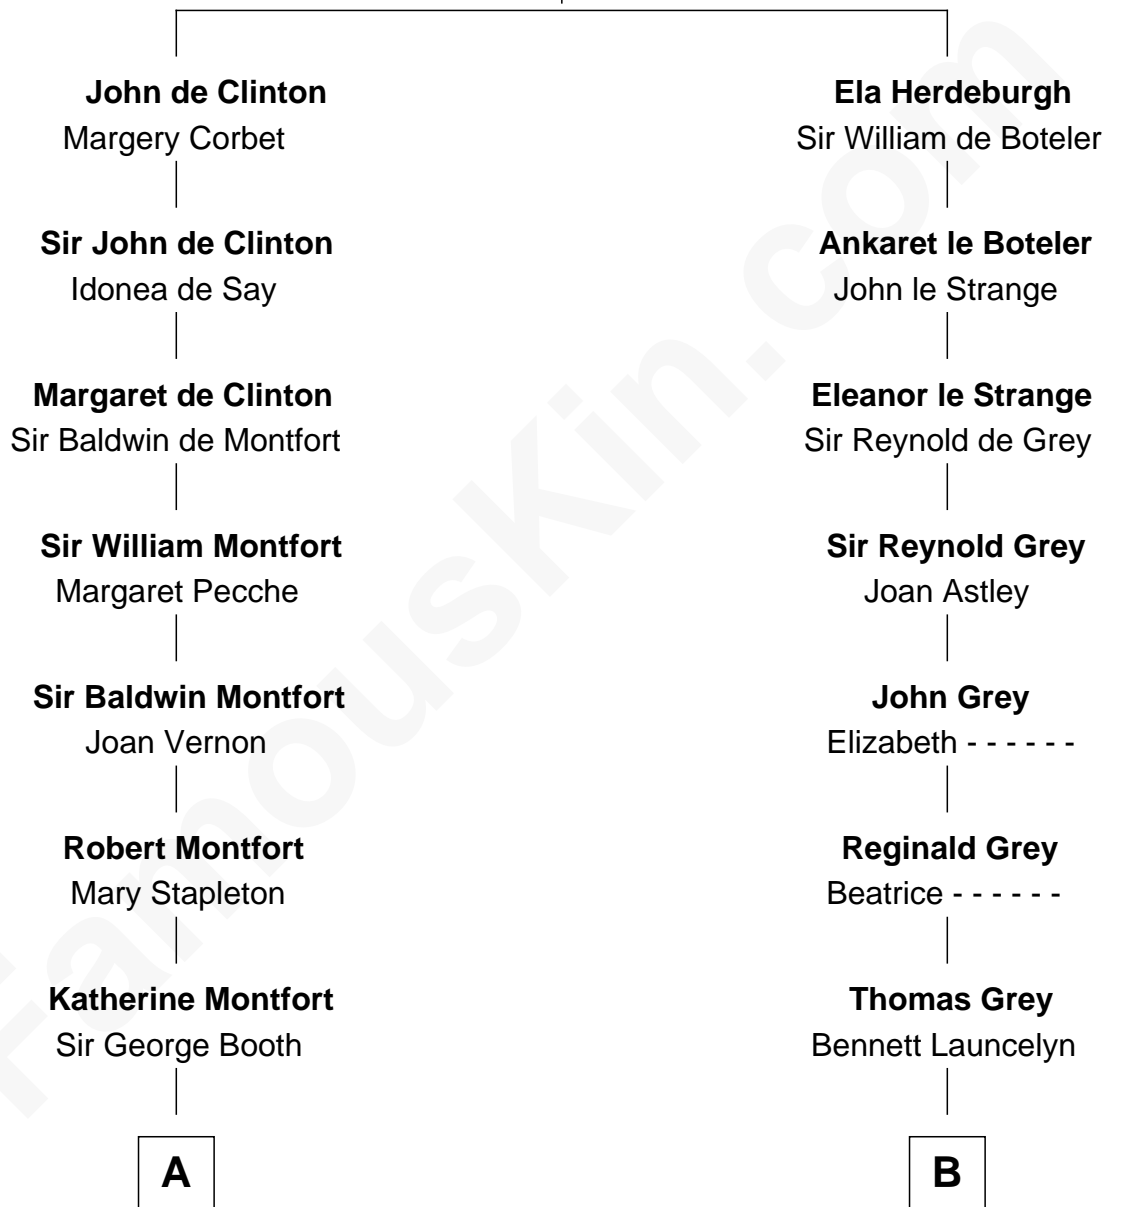 John de Clinton
Margery Corbet
Sir John de Clinton
Idonea de Say
Margaret de Clinton
Sir Baldwin de Montfort
Sir William Montfort
Margaret Pecche
Sir Baldwin Montfort
Joan Vernon
Robert Montfort
Mary Stapleton
Katherine Montfort
Sir George Booth
A
Ela Herdeburgh
Sir William de Boteler
Ankaret le Boteler
John le Strange
Eleanor le Strange
Sir Reynold de Grey
Sir Reynold Grey
Joan Astley
John Grey
Elizabeth - - - - - -
Reginald Grey
Beatrice - - - - - -
Thomas Grey
Bennett Launcelyn
B
FamousKin.com